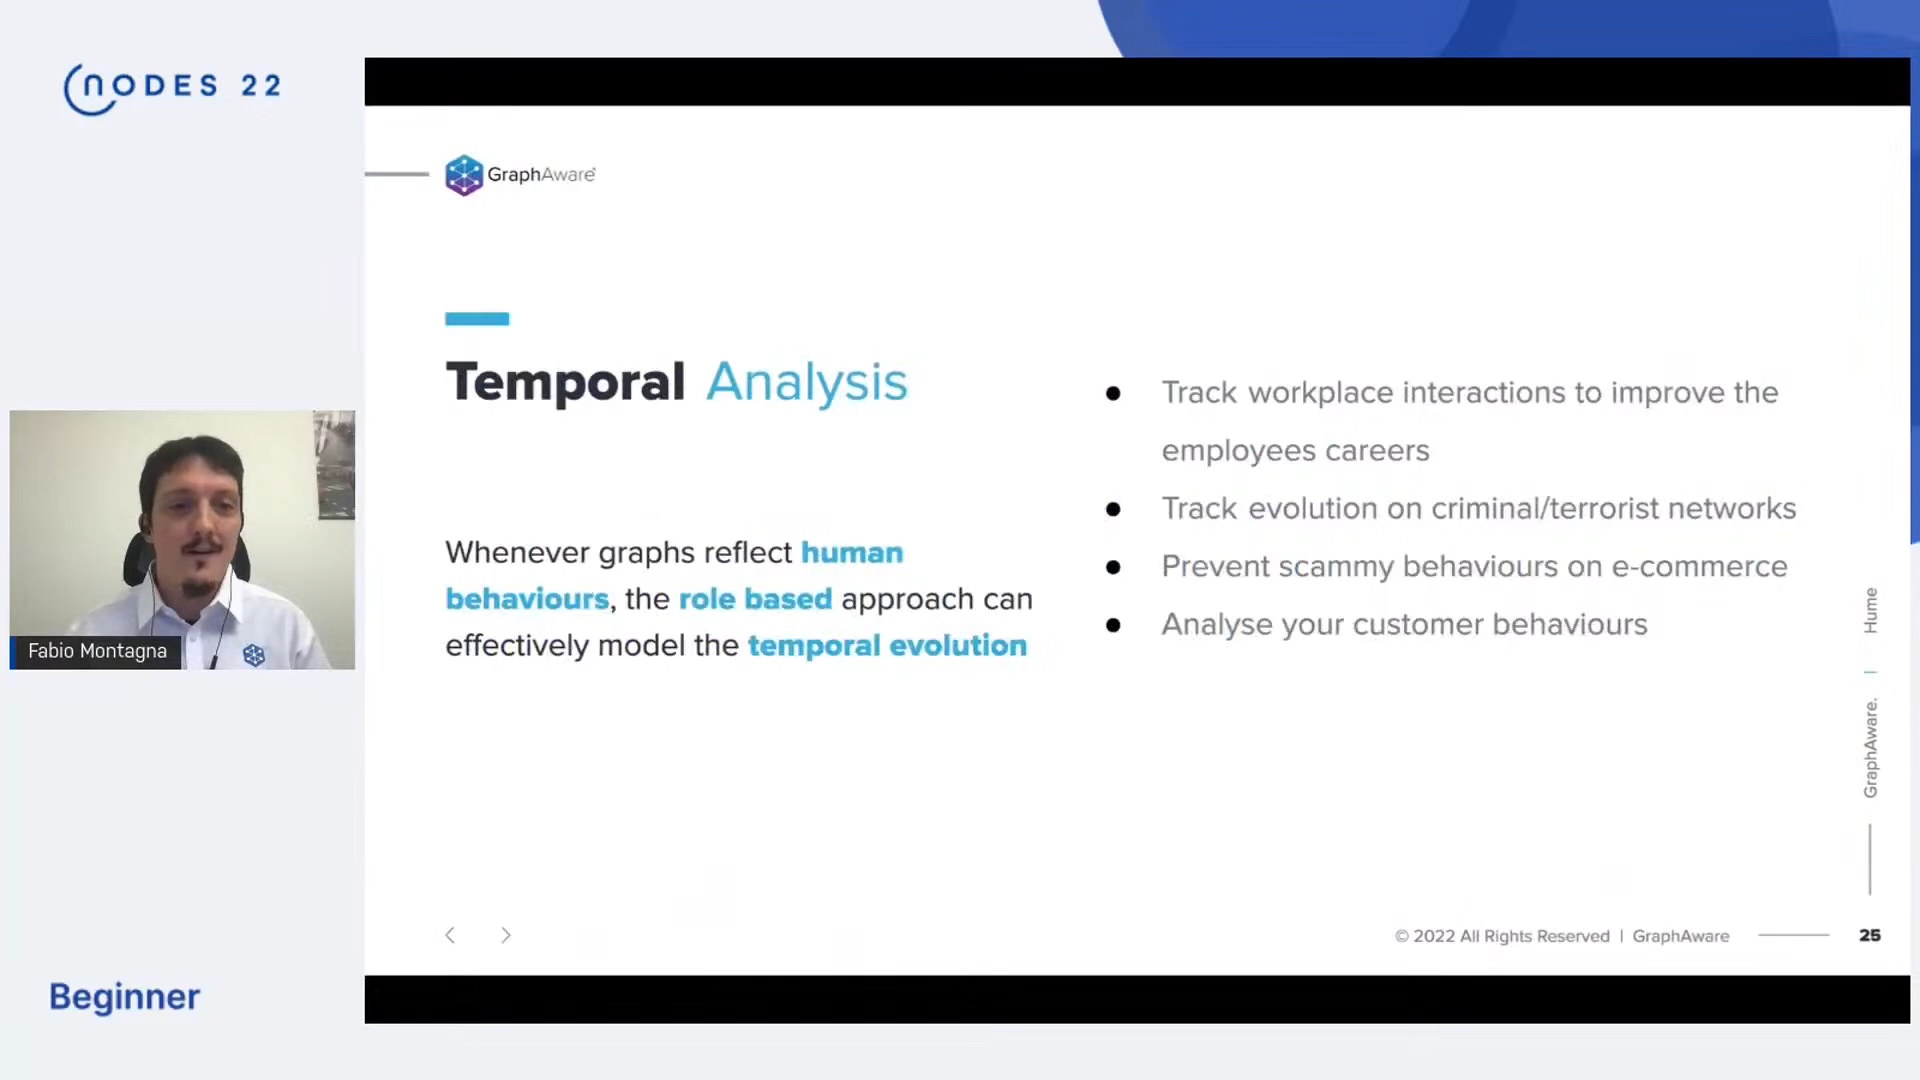 NODES 22
GraphAware
Temporal Analysis
Whenever graphs reflect human
behaviours, the role based approach can
effectively model the temporal evolution
● Track workplace interactions to improve the
employees careers
● Track evolution on criminal/terrorist networks
● Prevent scammy behaviours on e-commerce
● Analyse your customer behaviours
GraphAware. | Home
© 2022 All Rights Reserved | GraphAware
25
Fabio Montagna
Beginner